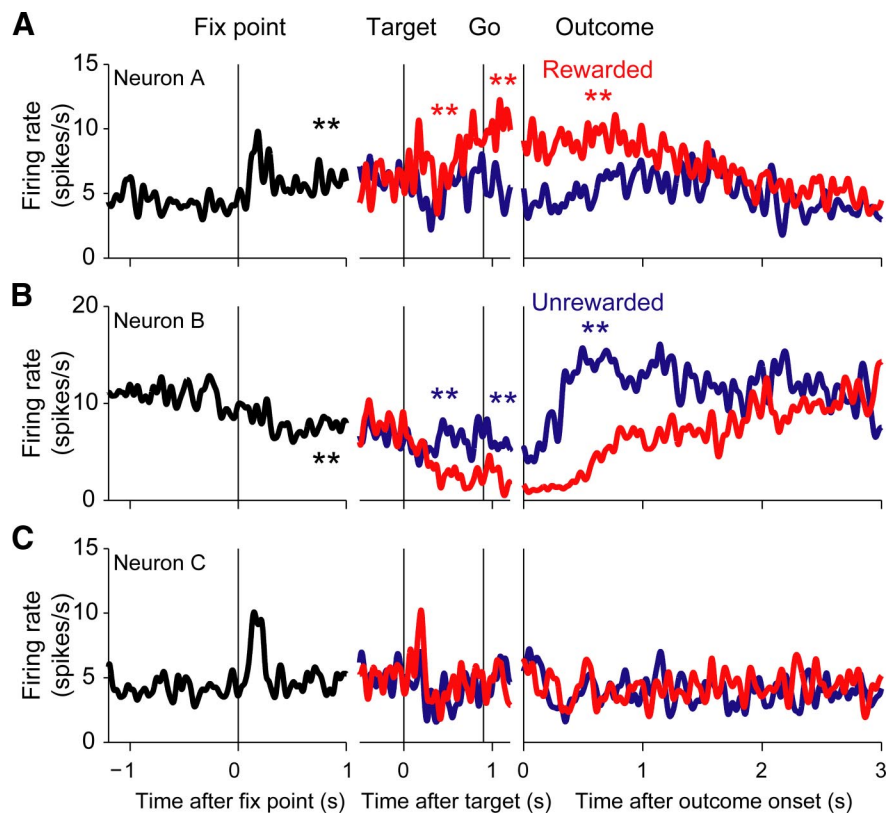 A
Fix point Target Go Outcome
15
10
5
0
Firing rate
(spikes/s)
Neuron A
**
**
**
Rewarded
**
B
20
10
0
Firing rate
(spikes/s)
Neuron B
**
**
**
Unrewarded
**
C
15
10
5
0
Firing rate
(spikes/s)
Neuron C
−1 0 1 0 1 0 1 2 3
Time after fix point (s) Time after target (s) Time after outcome onset (s)